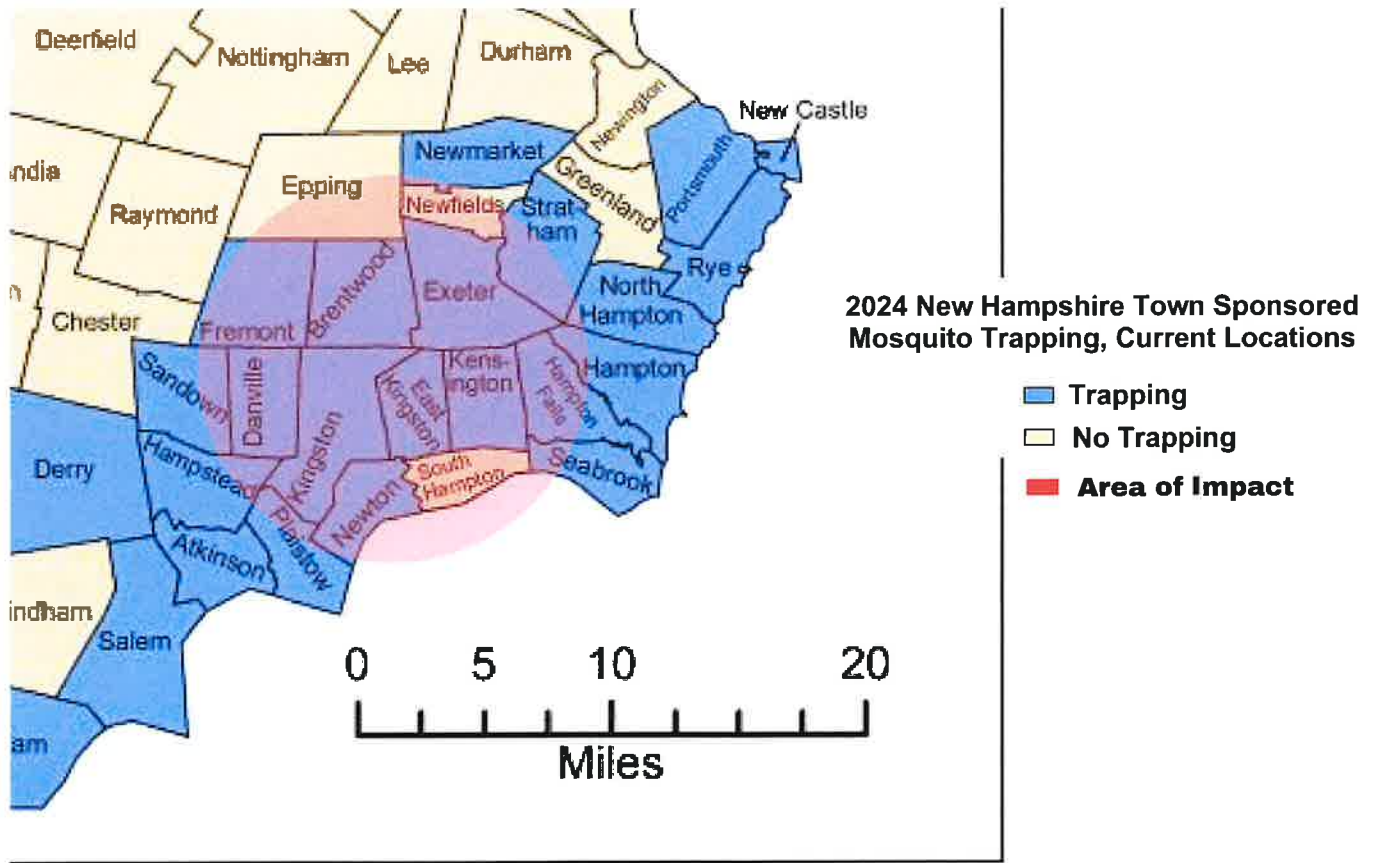 Deerfield
Nottingham
Lee
Durham
Newington
New Castle
ndia
Raymond
Epping
Newmarket
Newfields
Strat-
ham
Greenland
Portsmouth
Rye
n
Chester
Fremont
Brentwood
Exeter
North
Hampton
Sandown
Danville
Kingston
East
Kingston
Kens-
ington
Hampton
Falls
Hampton
Derry
Hampstead
Plaistow
Newton
South
Hampton
Seabrook
Atkinson
indham
Salem
am
0 5 10 20
Miles
2024 New Hampshire Town Sponsored
Mosquito Trapping, Current Locations
Trapping
No Trapping
Area of Impact